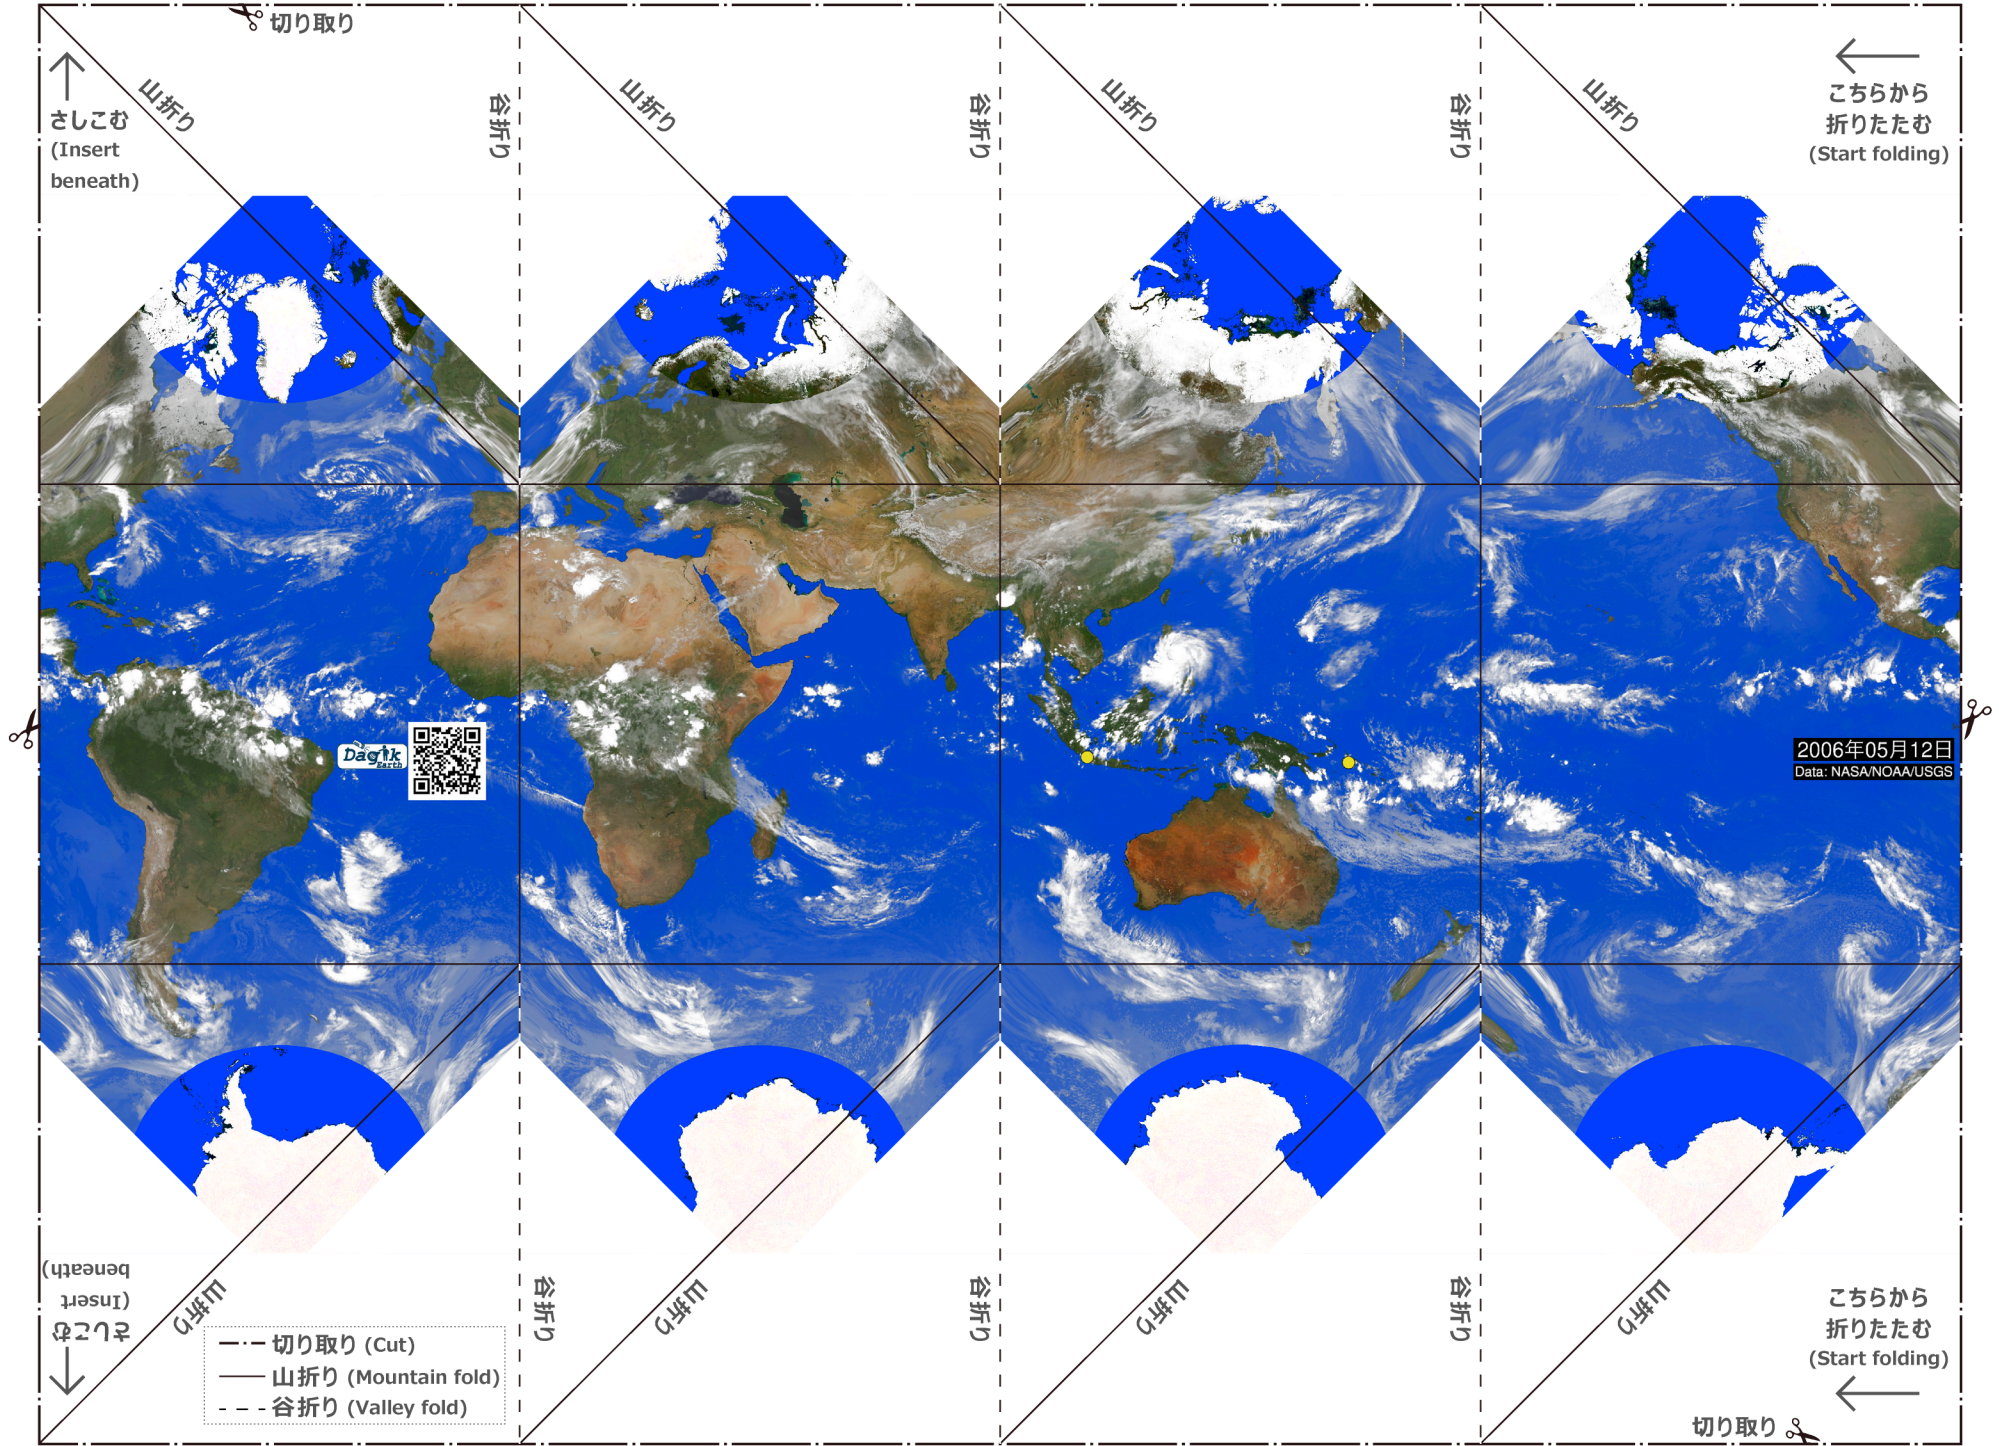 切り取り
さしこむ
(Insert
beneath)
山折り
谷折り
山折り
谷折り
山折り
谷折り
山折り
こちらから
折りたたむ
(Start folding)
Dagik
Earth
2006年05月12日
Data: NASA/NOAA/USGS
さしこむ
(Insert
beneath)
山折り
谷折り
山折り
谷折り
山折り
谷折り
山折り
こちらから
折りたたむ
(Start folding)
切り取り (Cut)
山折り (Mountain fold)
谷折り (Valley fold)
切り取り